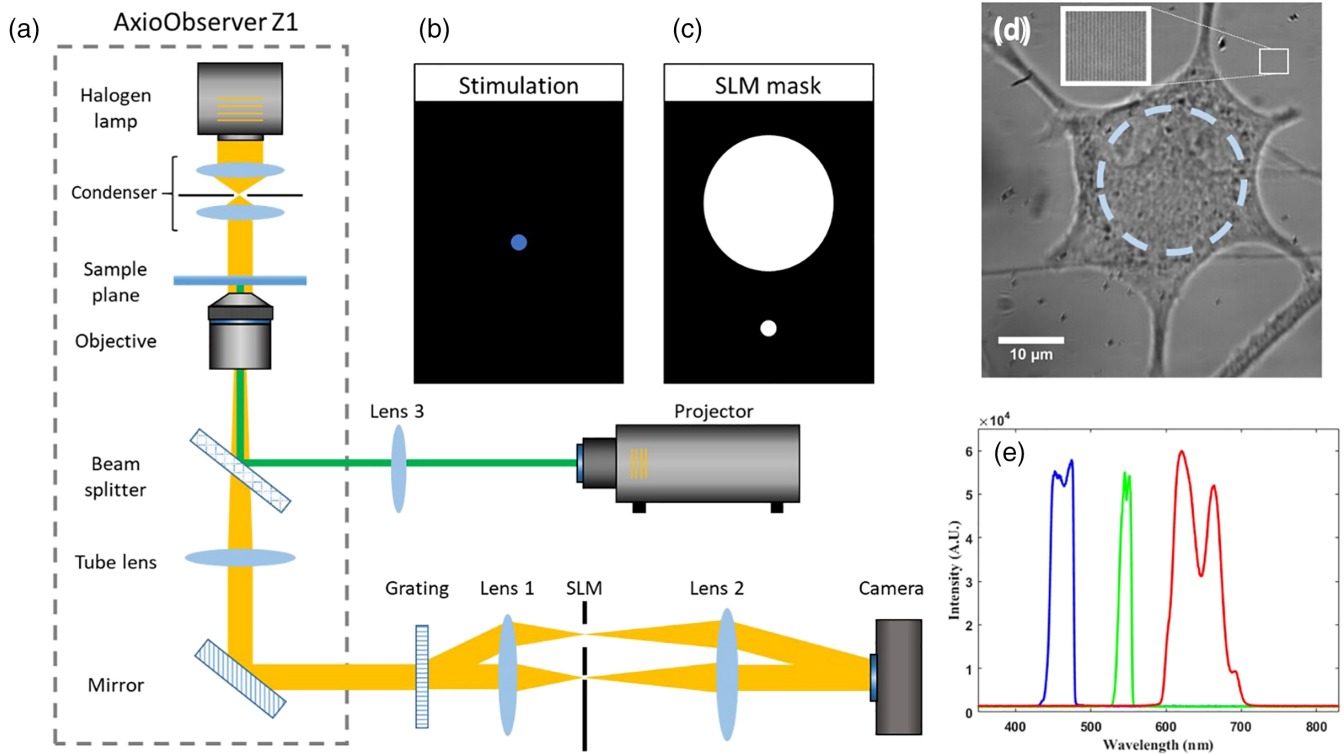 (a)
AxioObserver Z1
Halogen
lamp
Condenser
Sample
plane
Objective
Beam
splitter
Tube lens
Mirror
Lens 3
Projector
Grating
Lens 1
SLM
Lens 2
Camera
(b)
Stimulation
(c)
SLM mask
(d)
10 µm
(e)
×10⁴
6
5
4
3
2
1
0
Intensity (A.U.)
400
500
600
700
800
Wavelength (nm)